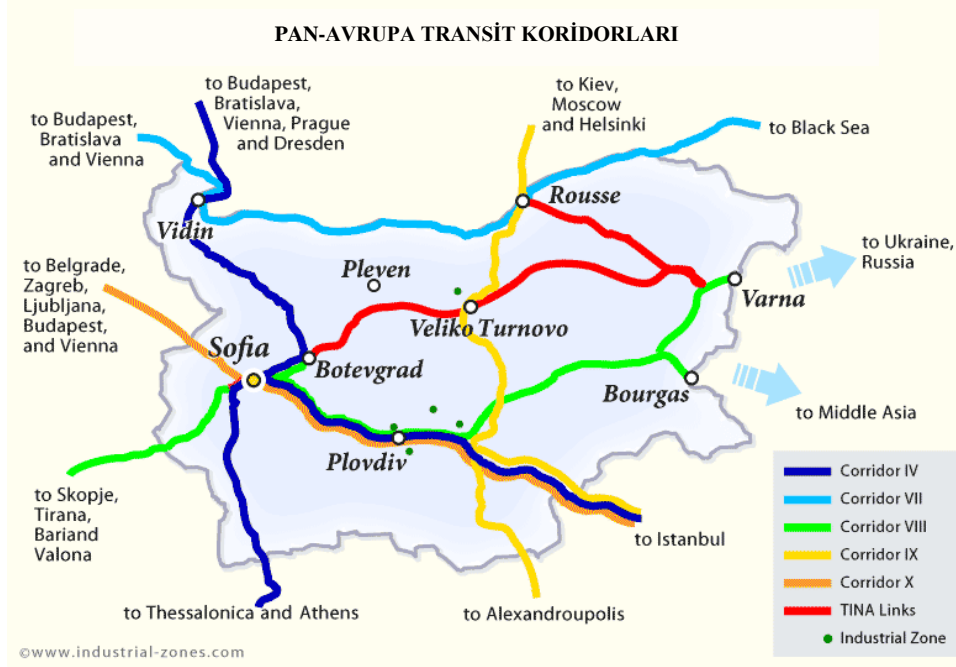 PAN-AVRUPA TRANSİT KORİDORLARI
to Budapest,
Bratislava,
Vienna, Prague
and Dresden
to Kiev,
Moscow
and Helsinki
to Budapest,
Bratislava
and Vienna
to Black Sea
Rousse
Vidin
to Ukraine,
Russia
to Belgrade,
Zagreb,
Ljubljana,
Budapest,
and Vienna
Pleven
Varna
Veliko Turnovo
Sofia
Botevgrad
Bourgas
to Middle Asia
Plovdiv
to Skopje,
Tirana,
Bariand
Valona
to Istanbul
to Thessalonica and Athens
to Alexandroupolis
Corridor IV
Corridor VII
Corridor VIII
Corridor IX
Corridor X
TINA Links
Industrial Zone
©www.industrial-zones.com